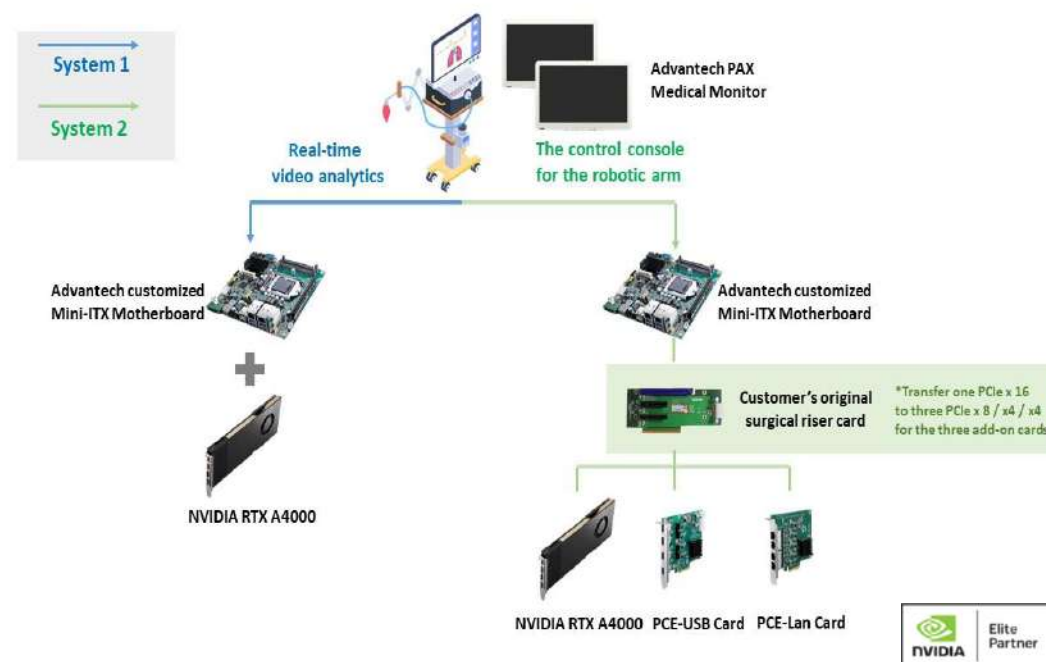 System 1
System 2
Advantech PAX
Medical Monitor
Real-time
video analytics
The control console
for the robotic arm
Advantech customized
Mini-ITX Motherboard
Advantech customized
Mini-ITX Motherboard
Customer's original
surgical riser card
*Transfer one PCIe x 16
to three PCIe x 8 / x4 / x4
for the three add-on cards
NVIDIA RTX A4000
NVIDIA RTX A4000
PCE-USB Card
PCE-Lan Card
NVIDIA
Elite
Partner